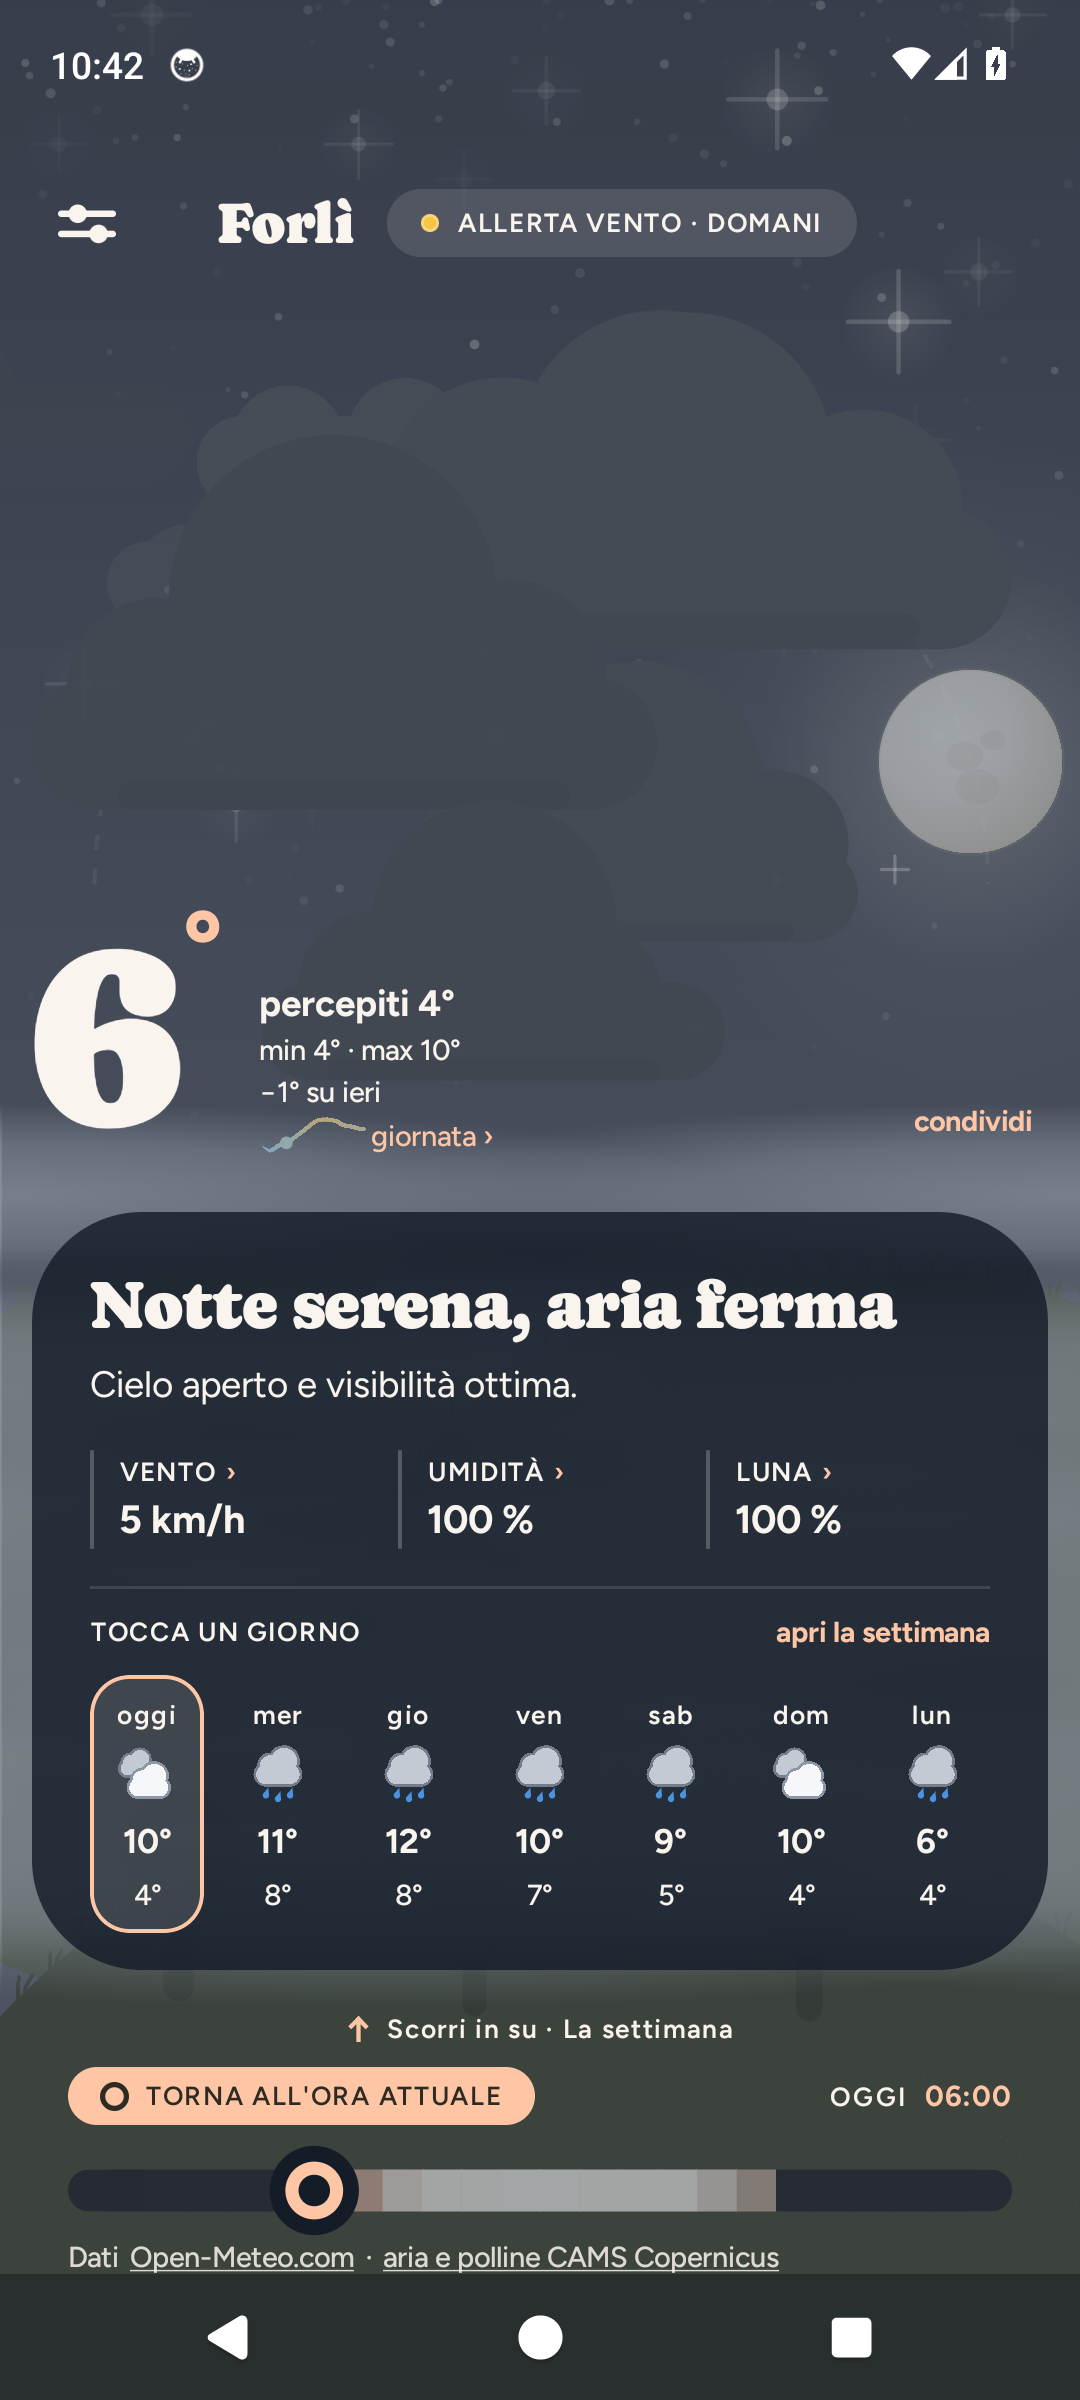 10:42
Forlì
ALLERTA VENTO · DOMANI
6°
percepiti 4°
min 4° · max 10°
−1° su ieri
giornata ›
condividi
Notte serena, aria ferma
Cielo aperto e visibilità ottima.
VENTO › UMIDITÀ › LUNA ›
5 km/h 100 % 100 %
TOCCA UN GIORNO apri la settimana
oggi mer gio ven sab dom lun
10° 11° 12° 10° 9° 10° 6°
4° 8° 8° 7° 5° 4° 4°
↑ Scorri in su · La settimana
TORNA ALL'ORA ATTUALE OGGI 06:00
Dati Open-Meteo.com · aria e polline CAMS Copernicus